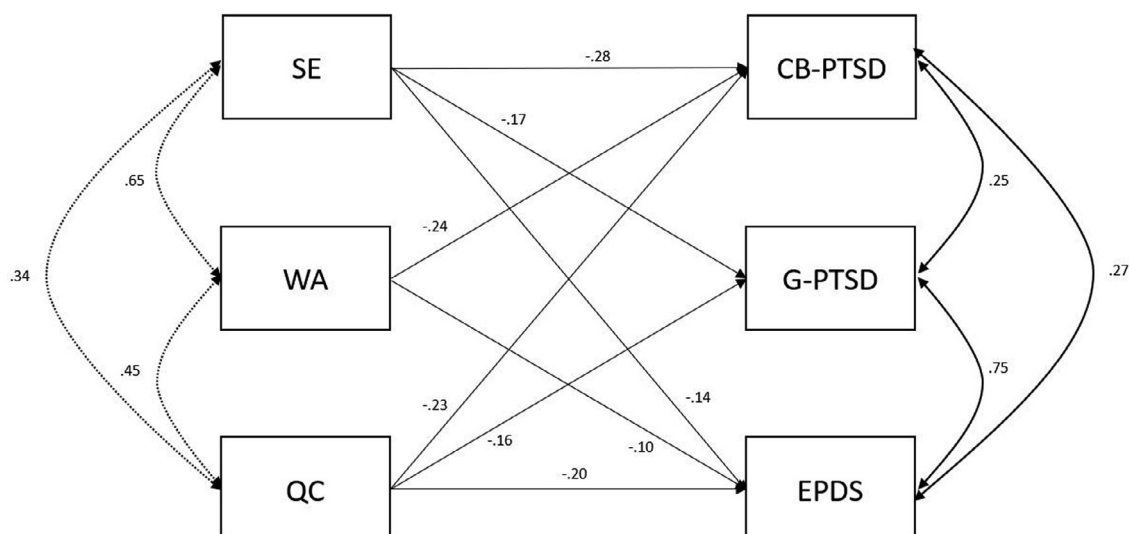 SE
-.28
CB-PTSD
-.17
.65
.25
-.24
.34
WA
G-PTSD
.27
.45
.75
-.23
-.14
-.16
-.10
-.20
QC
EPDS